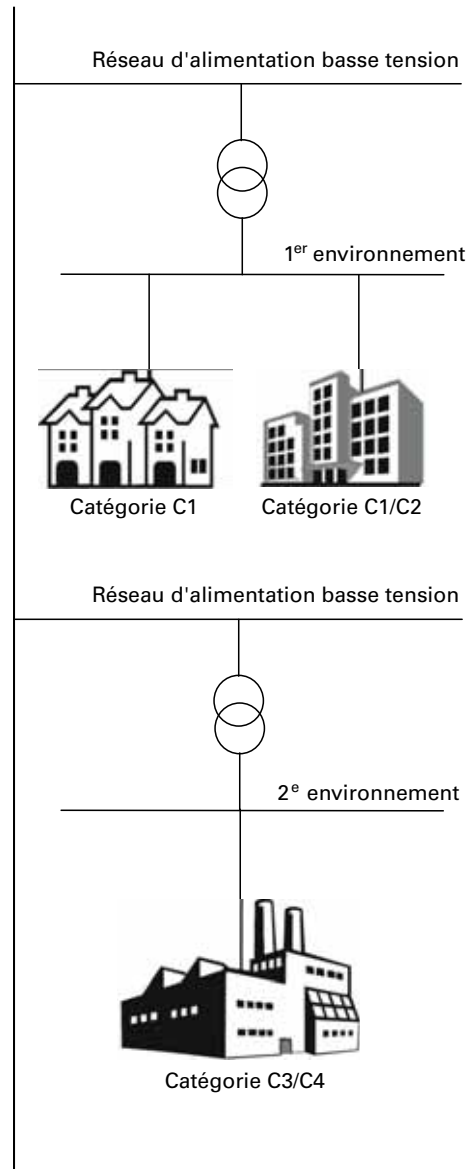 Réseau d'alimentation basse tension
1er environnement
Catégorie C1
Catégorie C1/C2
Réseau d'alimentation basse tension
2e environnement
Catégorie C3/C4